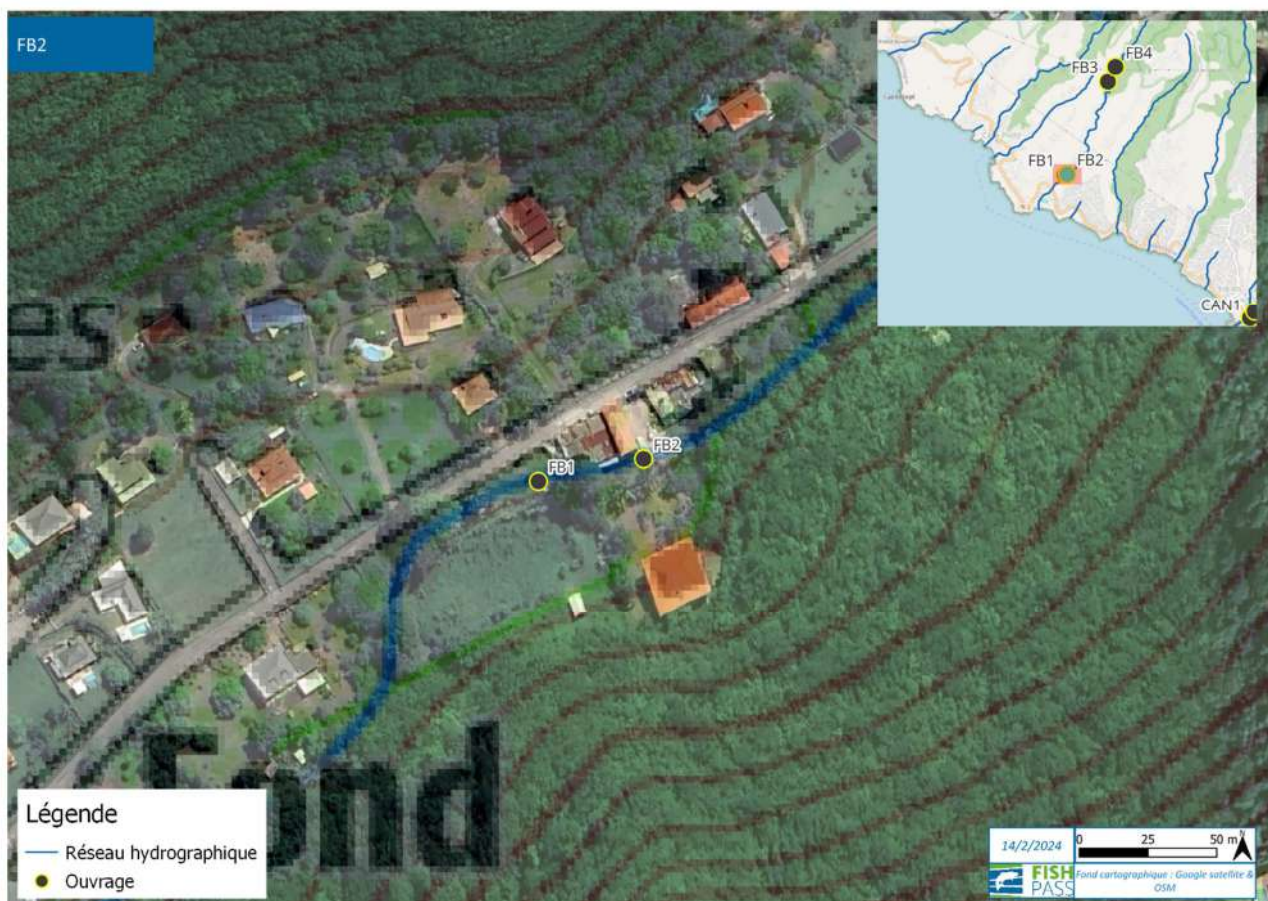 FB2
FB4
FB3
FB1
FB2
CAN1
es
FB2
FB1
Fond
Légende
Réseau hydrographique
Ouvrage
14/2/2024
0 25 50 m
N
FISH
PASS
Fond cartographique : Google satellite &
OSM